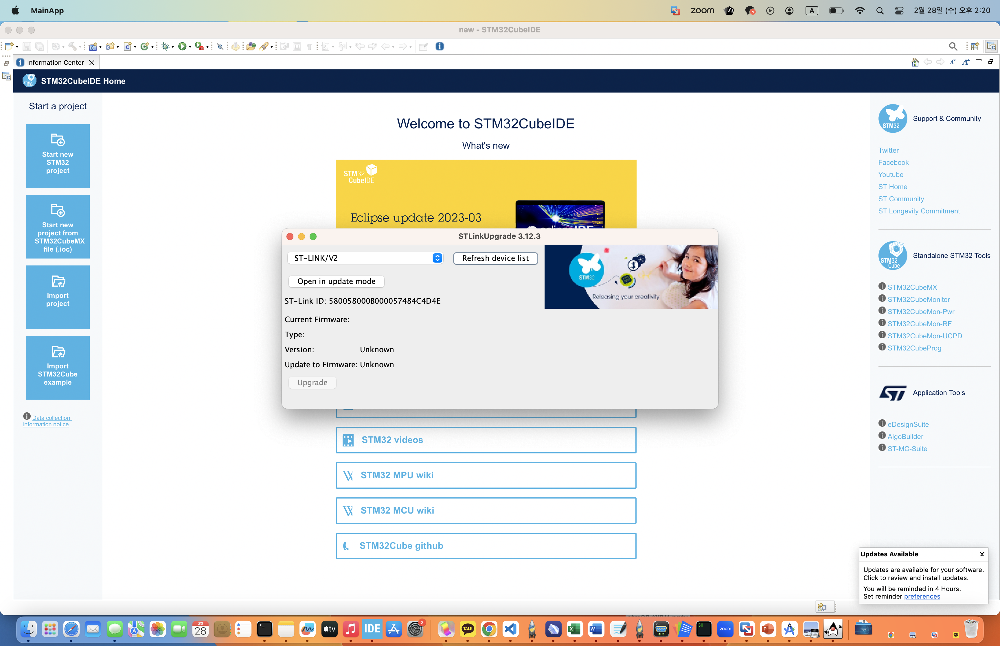 MainApp
zoom
A
2월 28일 (수) 오후 2:20
new - STM32CubeIDE
Information Center
STM32CubeIDE Home
Start a project
Start new
STM32
project
Start new
project from
STM32CubeMX
file (.ioc)
Import
project
Import
STM32Cube
example
Data collection
information notice
Welcome to STM32CubeIDE
What's new
STM32
CubeIDE
Eclipse update 2023-03
STLinkUpgrade 3.12.3
ST-LINK/V2
Refresh device list
Open in update mode
ST-Link ID: 580058000B000057484C4D4E
Current Firmware:
Type:
Version: Unknown
Update to Firmware: Unknown
Upgrade
STM32
Releasing your creativity
STM32 videos
STM32 MPU wiki
STM32 MCU wiki
STM32Cube github
STM32
Support & Community
Twitter
Facebook
Youtube
ST Home
ST Community
ST Longevity Commitment
STM32
Cube
Standalone STM32 Tools
STM32CubeMX
STM32CubeMonitor
STM32CubeMon-Pwr
STM32CubeMon-RF
STM32CubeMon-UCPD
STM32CubeProg
Application Tools
eDesignSuite
AlgoBuilder
ST-MC-Suite
Updates Available
Updates are available for your software.
Click to review and install updates.
You will be reminded in 4 Hours.
Set reminder preferences
2월
28
tv
IDE
3
TALK
zoom